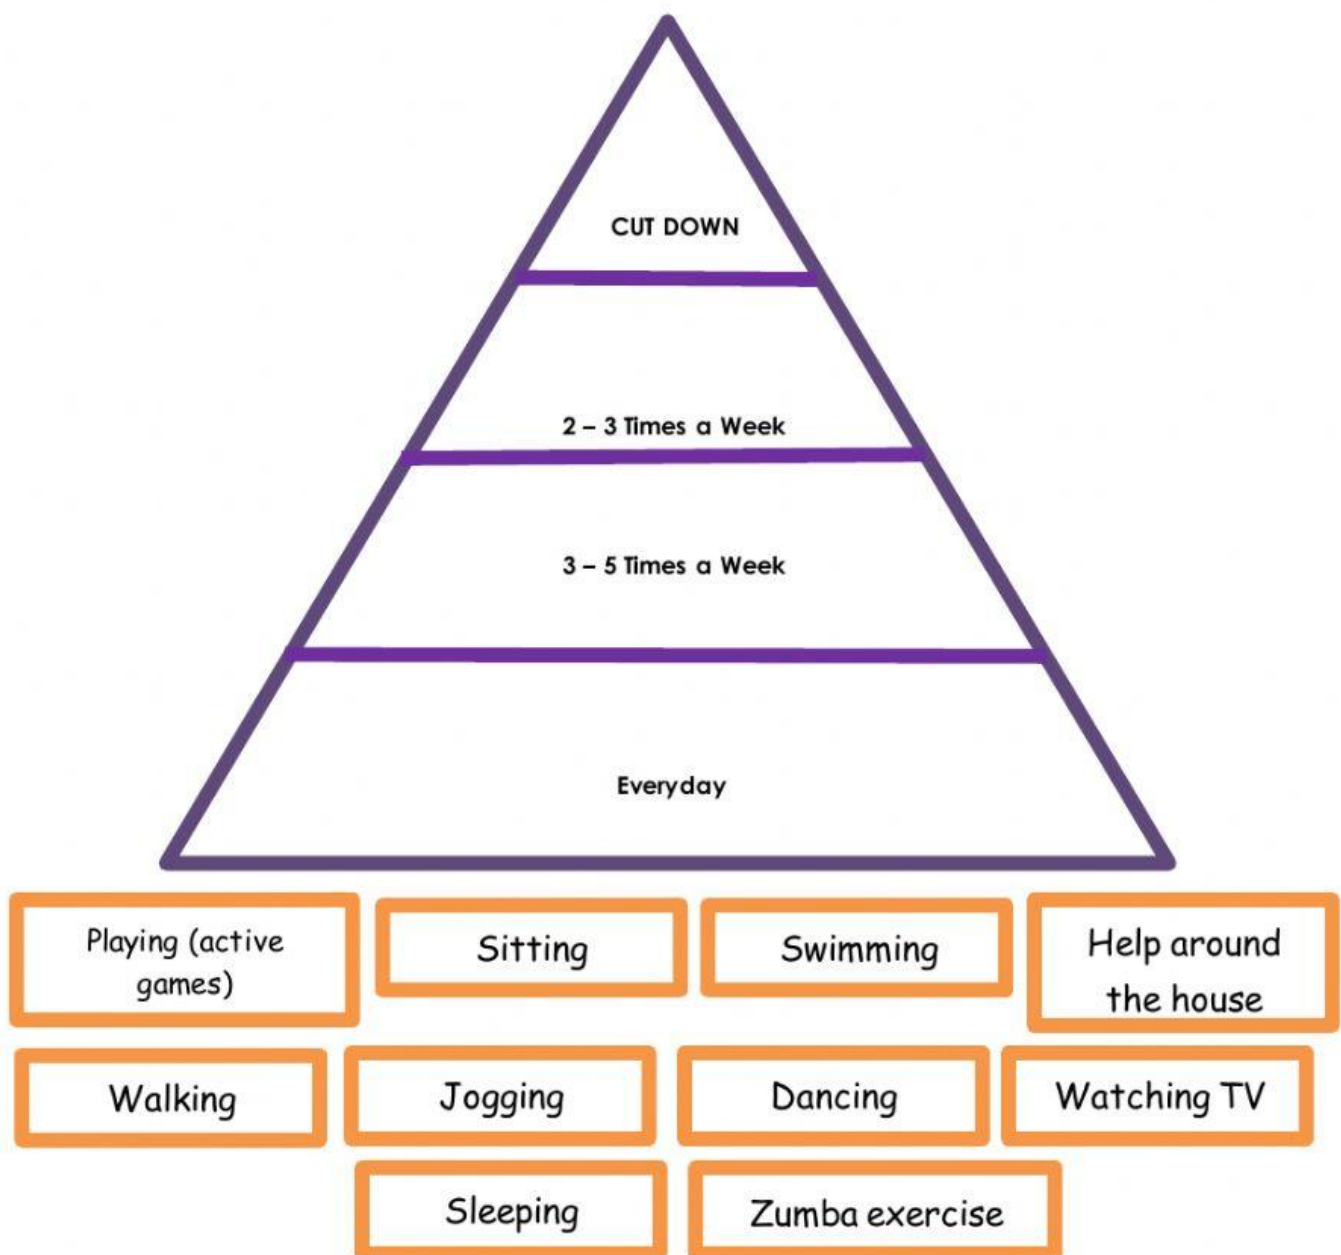 CUT DOWN
2 – 3 Times a Week
3 – 5 Times a Week
Everyday
Playing (active
games)
Sitting
Swimming
Help around
the house
Walking
Jogging
Dancing
Watching TV
Sleeping
Zumba exercise